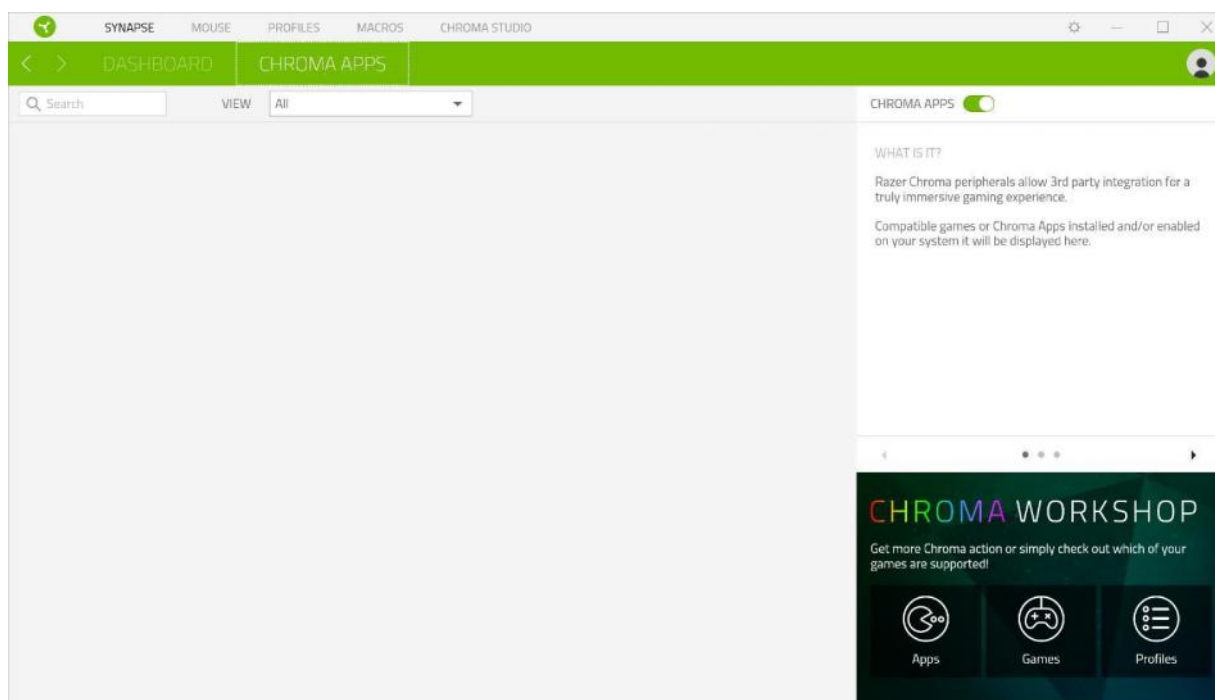 SYNAPSE MOUSE PROFILES MACROS CHROMA STUDIO
DASHBOARD CHROMA APPS
Search VIEW All
CHROMA APPS
WHAT IS IT?
Razer Chroma peripherals allow 3rd party integration for a
truly immersive gaming experience.
Compatible games or Chroma Apps installed and/or enabled
on your system it will be displayed here.
CHROMA WORKSHOP
Get more Chroma action or simply check out which of your
games are supported!
Apps Games Profiles